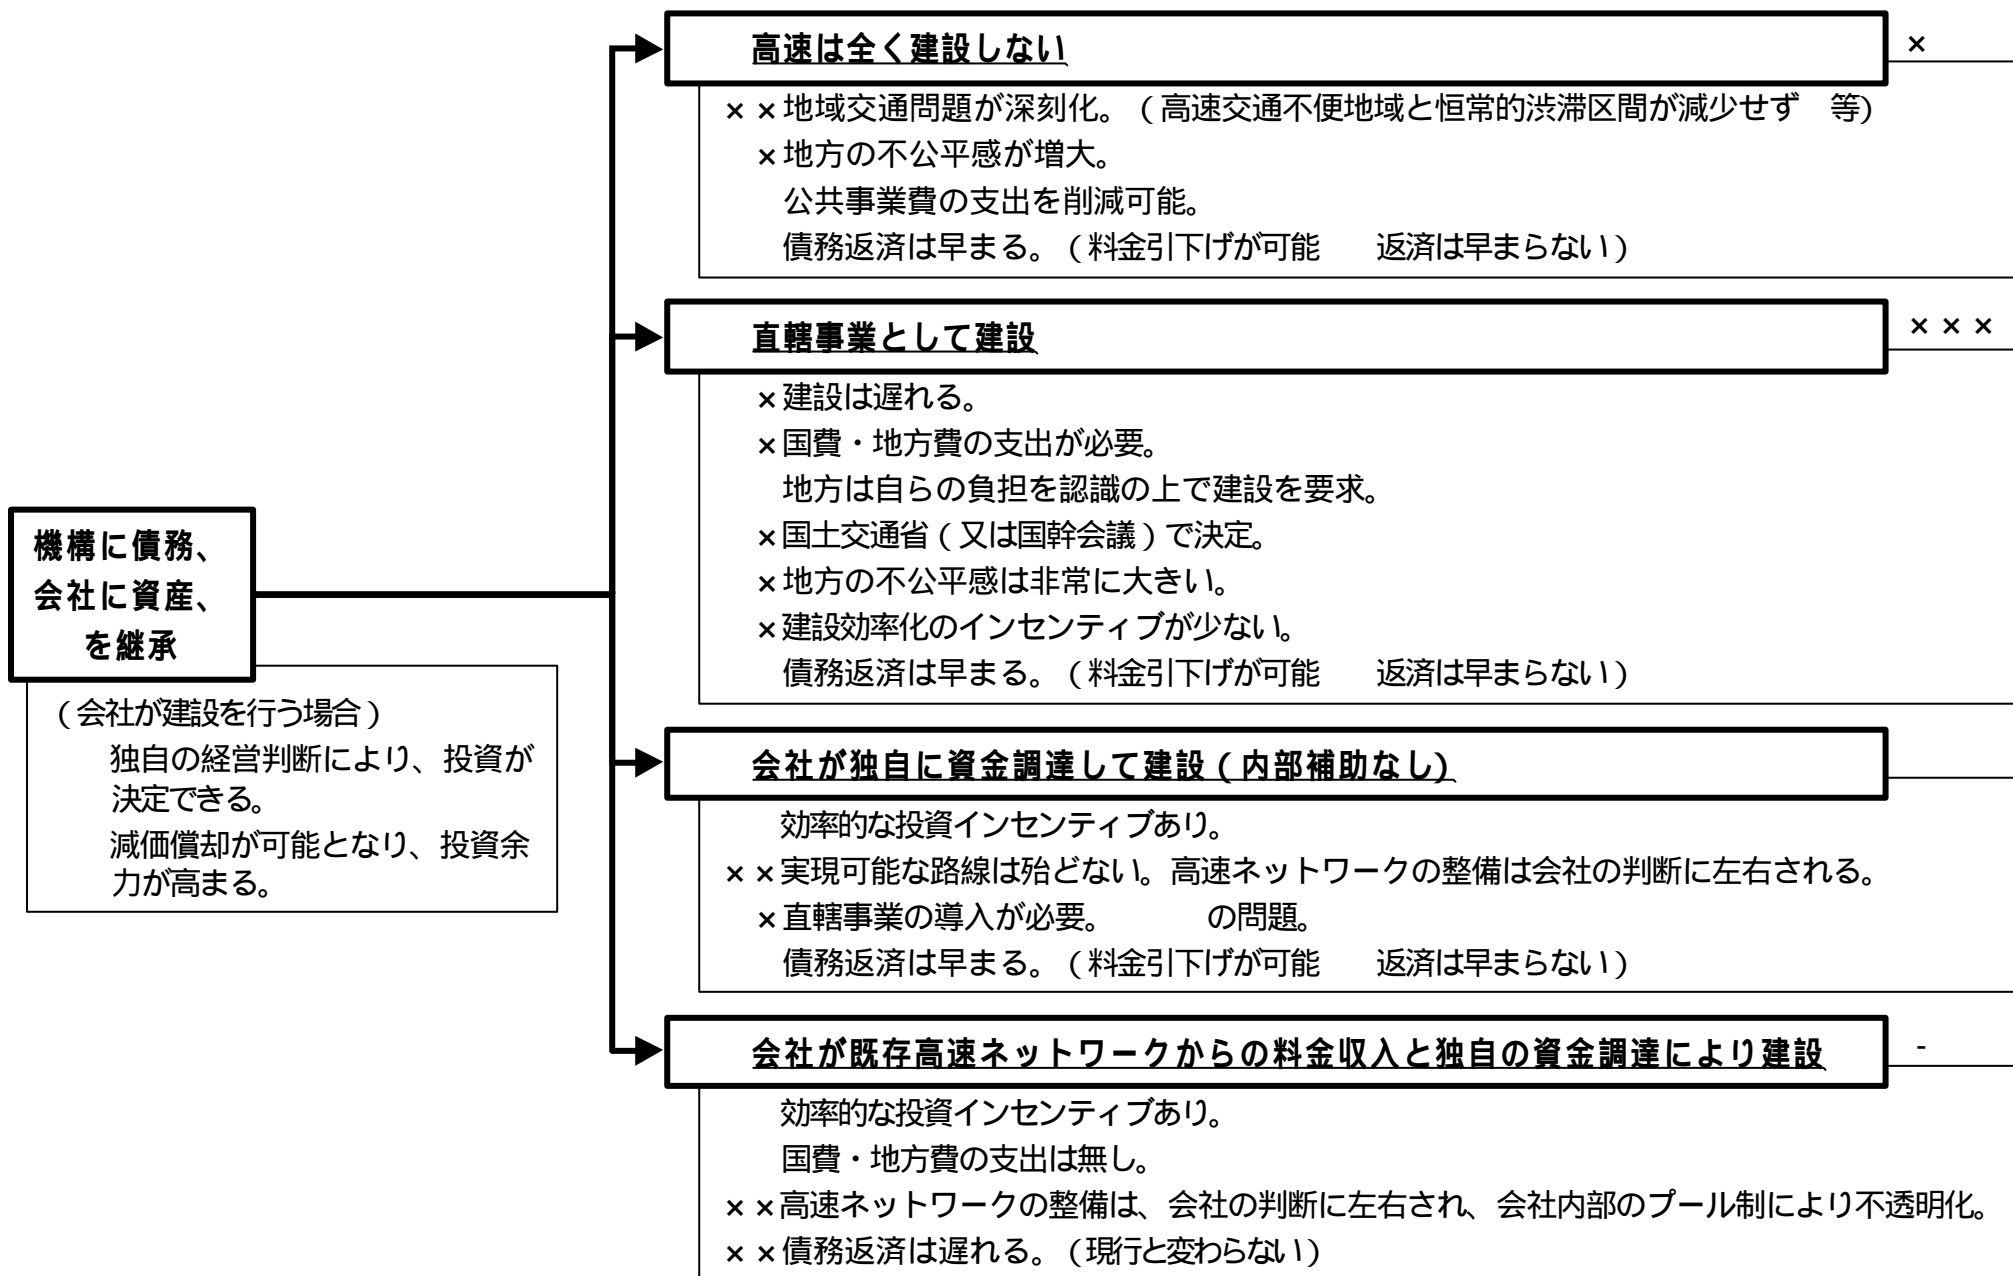 機構に債務、
会社に資産、
を継承
(会社が建設を行う場合)
独自の経営判断により、投資が
決定できる。
減価償却が可能となり、投資余
力が高まる。
高速は全く建設しない
×
××地域交通問題が深刻化。(高速交通不便地域と恒常的渋滞区間が減少せず 等)
×地方の不公平感が増大。
公共事業費の支出を削減可能。
債務返済は早まる。(料金引下げが可能 返済は早まらない)
直轄事業として建設
×××
×建設は遅れる。
×国費・地方費の支出が必要。
地方は自らの負担を認識の上で建設を要求。
×国土交通省(又は国幹会議)で決定。
×地方の不公平感は非常に大きい。
×建設効率化のインセンティブが少ない。
債務返済は早まる。(料金引下げが可能 返済は早まらない)
会社が独自に資金調達して建設(内部補助なし)
効率的な投資インセンティブあり。
××実現可能な路線は殆どない。高速ネットワークの整備は会社の判断に左右される。
×直轄事業の導入が必要。 の問題。
債務返済は早まる。(料金引下げが可能 返済は早まらない)
会社が既存高速ネットワークからの料金収入と独自の資金調達により建設
-
効率的な投資インセンティブあり。
国費・地方費の支出は無し。
××高速ネットワークの整備は、会社の判断に左右され、会社内部のプール制により不透明化。
××債務返済は遅れる。(現行と変わらない)